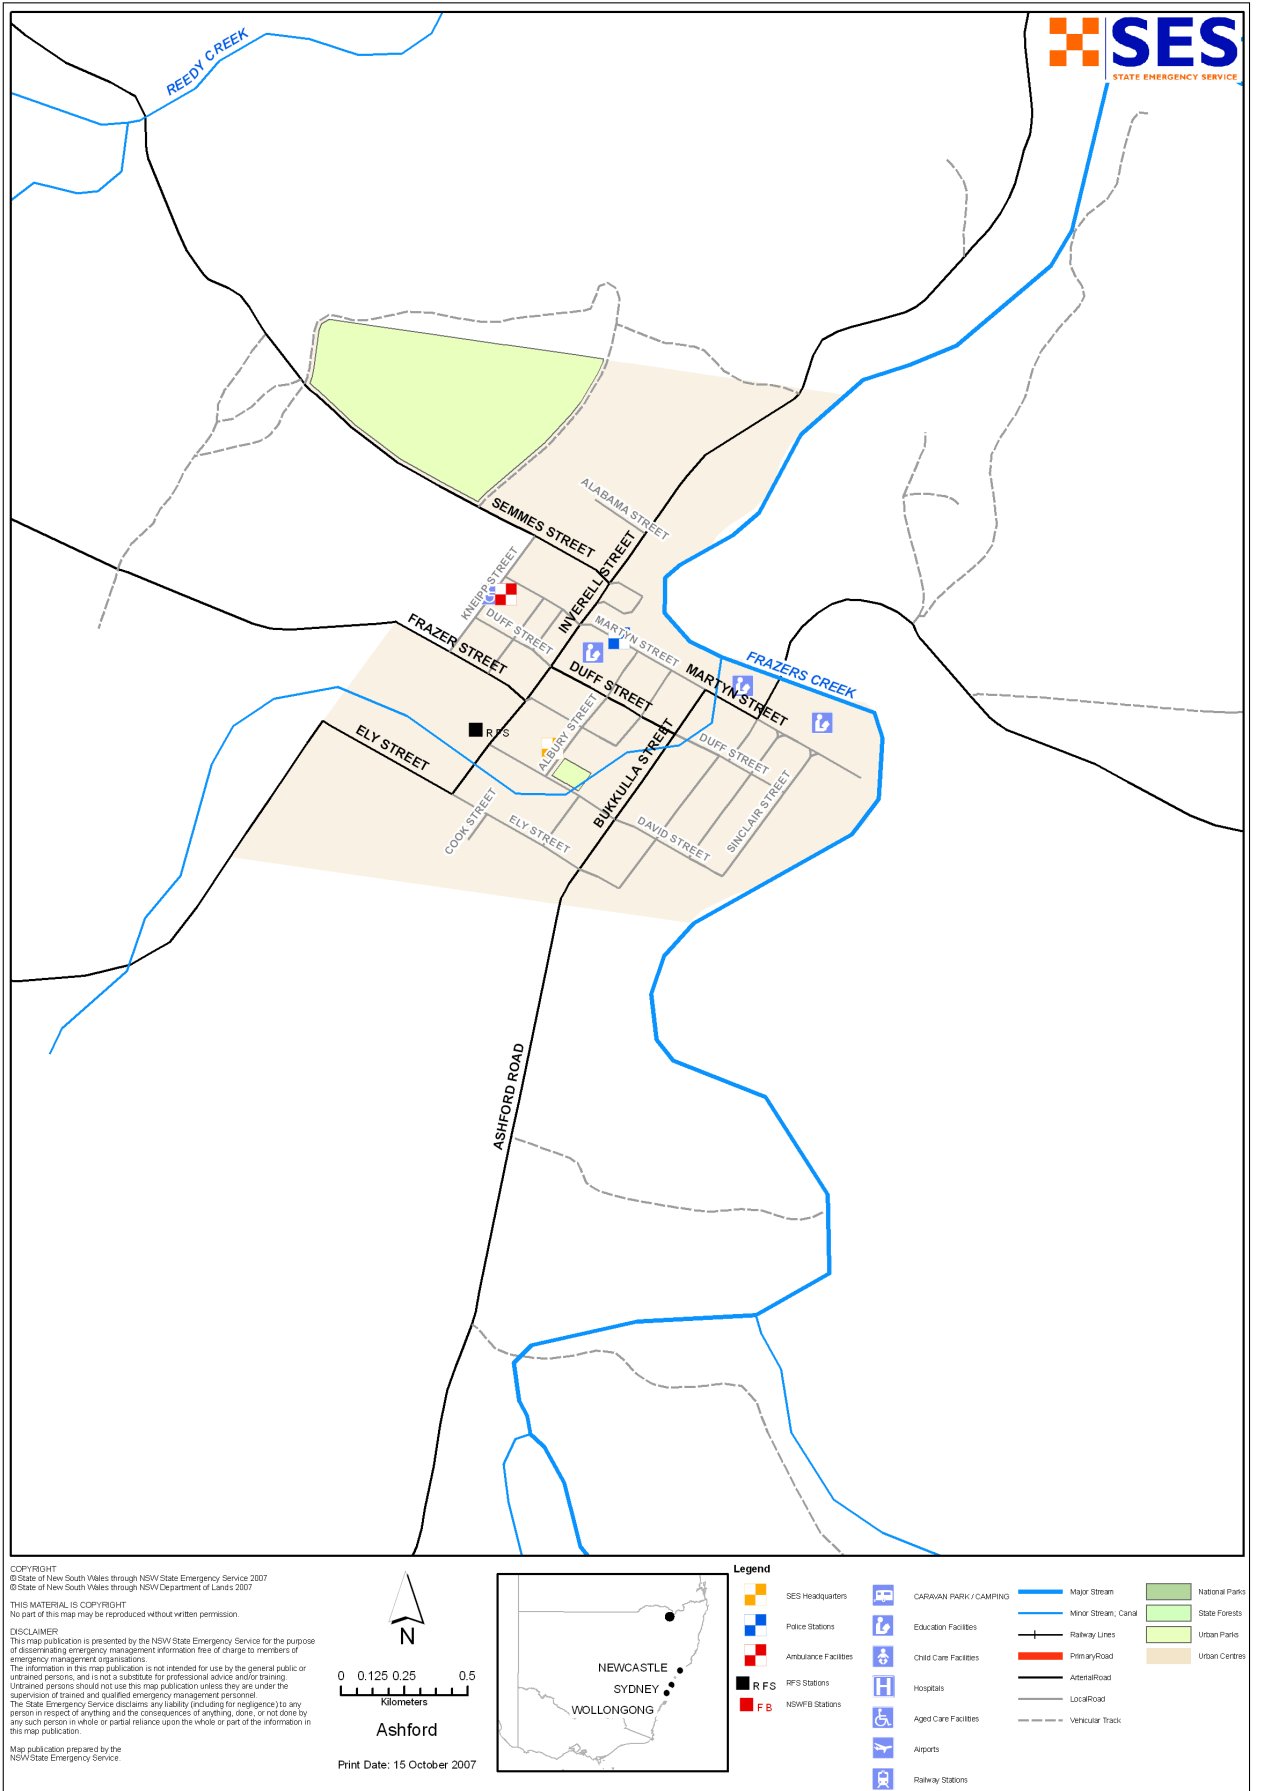 REEDY CREEK
SES
STATE EMERGENCY SERVICE
ALABAMA STREET
SEMMES STREET
INVERELL STREET
KNEIPP STREET
DUFF STREET
FRAZER STREET
MARTYN STREET
DUFF STREET
MARTYN STREET
FRAZERS CREEK
RFS
ELY STREET
ALBURY STREET
BUKKULLA STREET
DUFF STREET
SINCLAIR STREET
COOK STREET
ELY STREET
DAVID STREET
ASHFORD ROAD
COPYRIGHT
© State of New South Wales through NSW State Emergency Service 2007
© State of New South Wales through NSW Department of Lands 2007
THIS MATERIAL IS COPYRIGHT
No part of this map may be reproduced without written permission.
DISCLAIMER
This map publication is presented by the NSW State Emergency Service for the purpose
of disseminating emergency management information free of charge to members of
emergency management organisations.
The information in this map publication is not intended for use by the general public or
untrained persons, and is not a substitute for professional advice and/or training.
Untrained persons should not use this map publication unless they are under the
supervision of trained and qualified emergency management personnel.
The State Emergency Service disclaims any liability (including for negligence) to any
person in respect of anything and the consequences of anything, done, or not done by
any such person in whole or partial reliance upon the whole or part of the information in
this map publication.
Map publication prepared by the
NSW State Emergency Service.
N
0 0.125 0.25 0.5
Kilometers
Ashford
Print Date: 15 October 2007
NEWCASTLE
SYDNEY
WOLLONGONG
Legend
SES Headquarters
Police Stations
Ambulance Facilities
RFS RFS Stations
FB NSWFB Stations
CARAVAN PARK / CAMPING
Education Facilities
Child Care Facilities
H Hospitals
Aged Care Facilities
Airports
Railway Stations
Major Stream
Minor Stream; Canal
Railway Lines
PrimaryRoad
ArterialRoad
LocalRoad
Vehicular Track
National Parks
State Forests
Urban Parks
Urban Centres